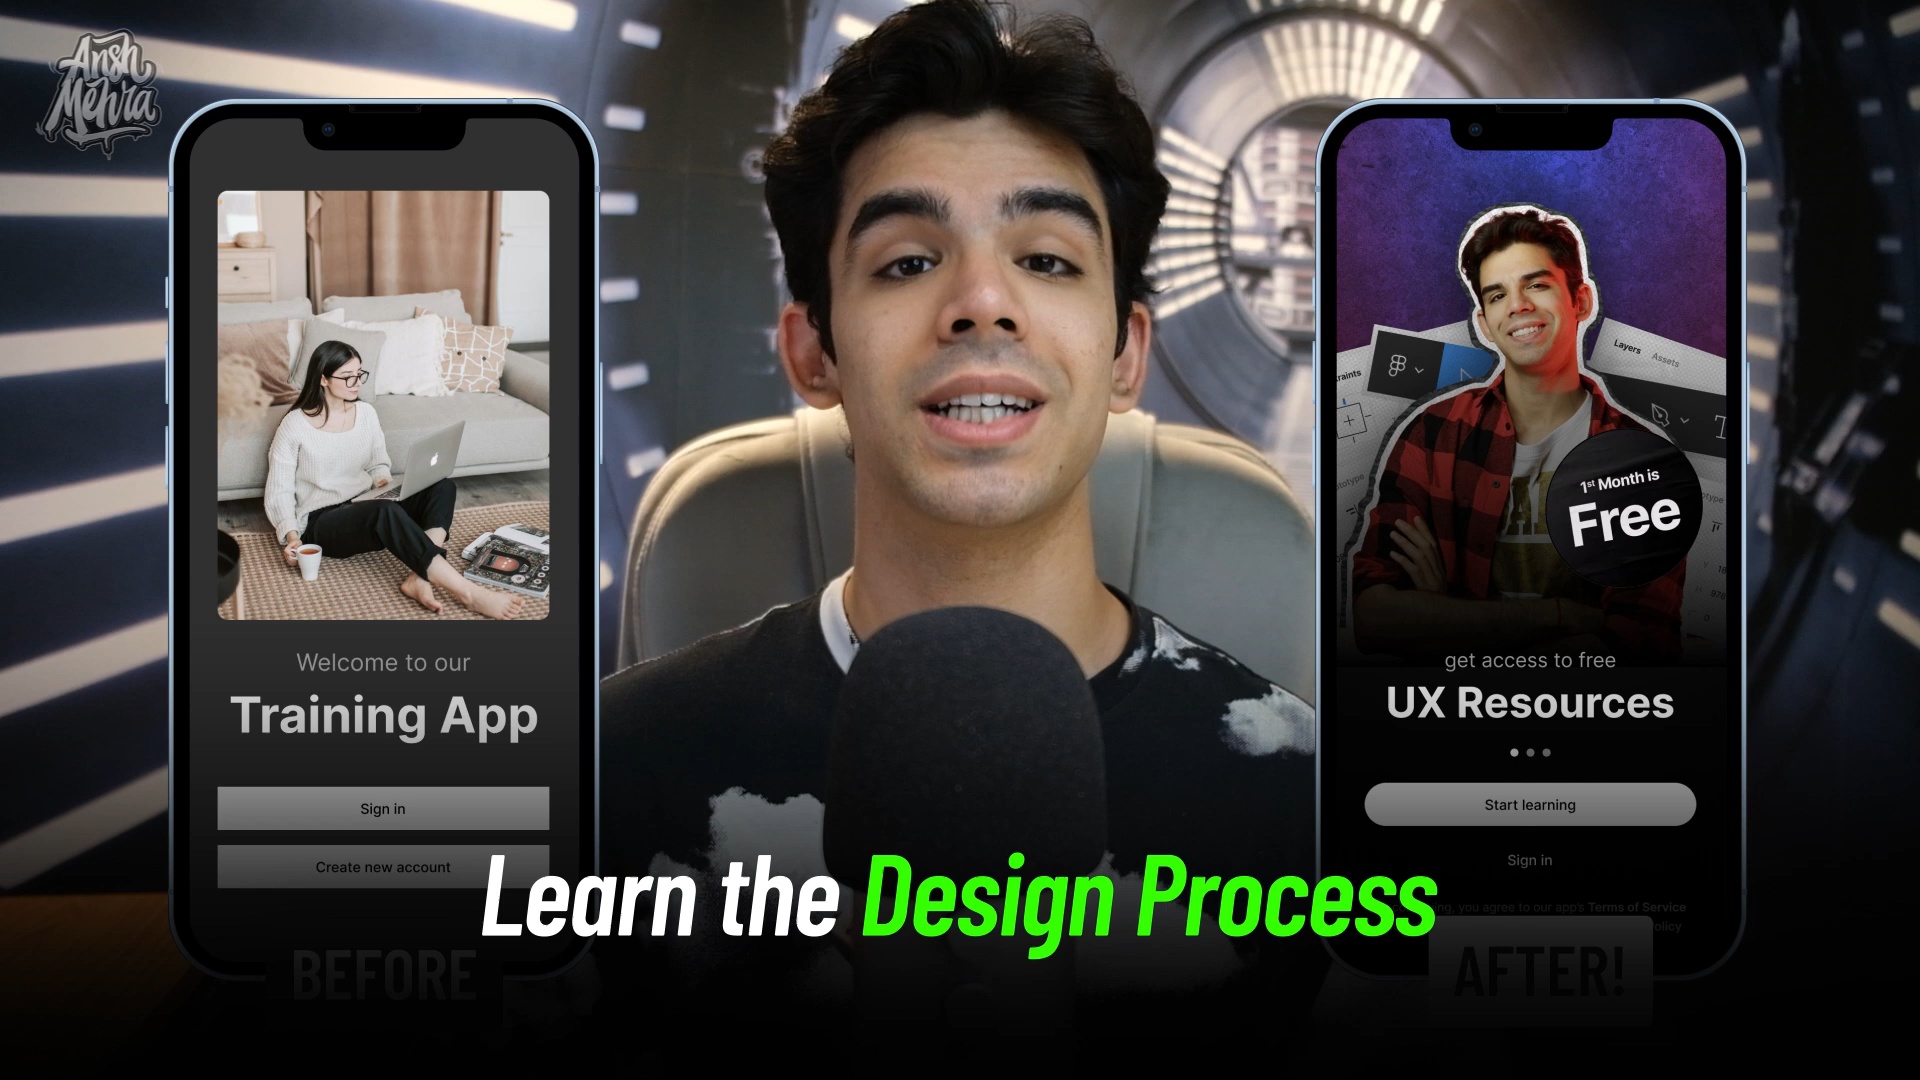 Ansh
Mehra
Welcome to our
Training App
Sign in
Create new account
BEFORE
Learn the Design Process
Layers Assets
1st Month is
Free
get access to free
UX Resources
Start learning
Sign in
you agree to our app's Terms of Service
AFTER!